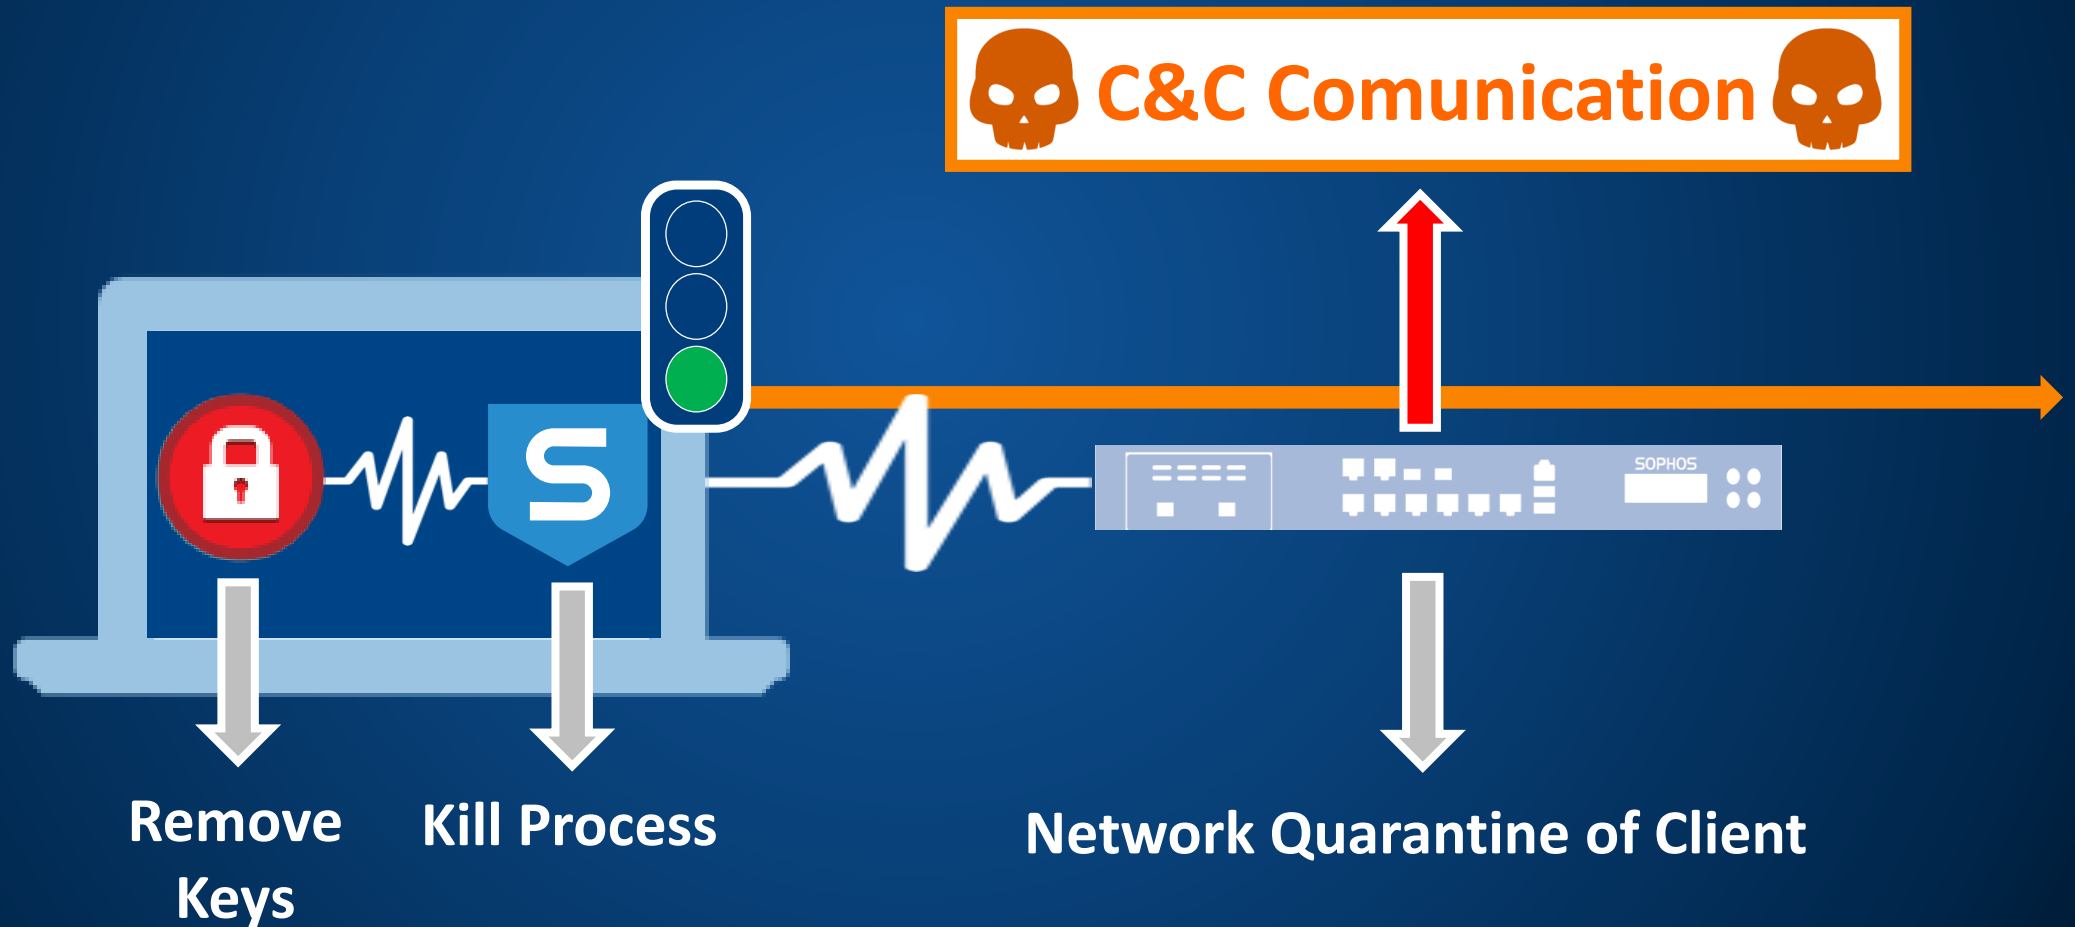 C&C Comunication
S
SOPHOS
Remove
Keys
Kill Process
Network Quarantine of Client